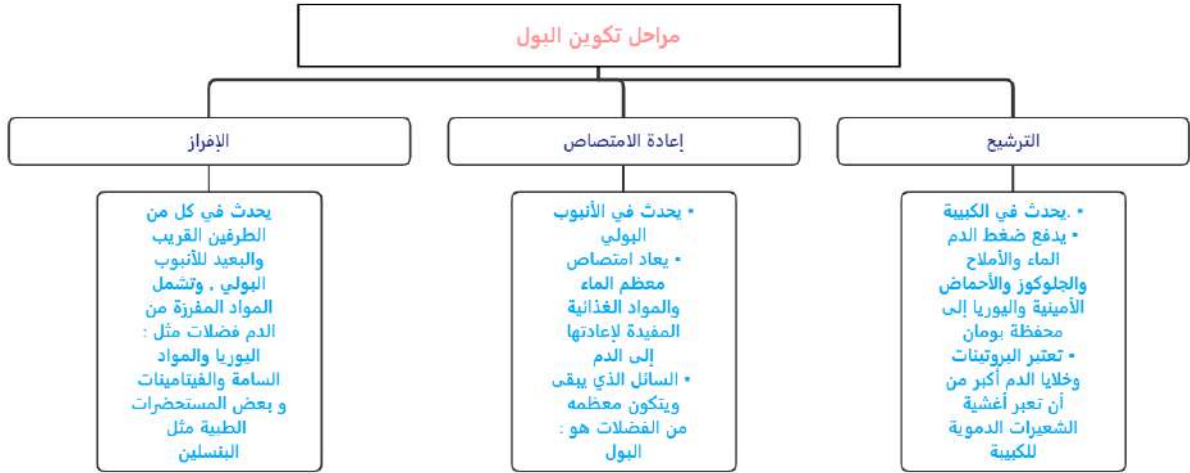 مراحل تكوين البول
الترشيح
▪ .يحدث في الكبيبة
▪ يدفع ضغط الدم
الماء والأملاح
والجلوكوز والأحماض
الأمينية واليوريا إلى
محفظة بومان
▪ تعتبر البروتينات
وخلايا الدم أكبر من
أن تعبر أغشية
الشعيرات الدموية
للكبيبة
إعادة الامتصاص
▪ يحدث في الأنبوب
البولي
▪ يعاد امتصاص
معظم الماء
والمواد الغذائية
المفيدة لإعادتها
إلى الدم
▪ السائل الذي يبقى
ويتكون معظمه
من الفضلات هو :
البول
الإفراز
يحدث في كل من
الطرفين القريب
والبعيد للأنبوب
البولي , وتشمل
المواد المفرزة من
الدم فضلات مثل :
اليوريا والمواد
السامة والفيتامينات
و بعض المستحضرات
الطبية مثل
البنسلين